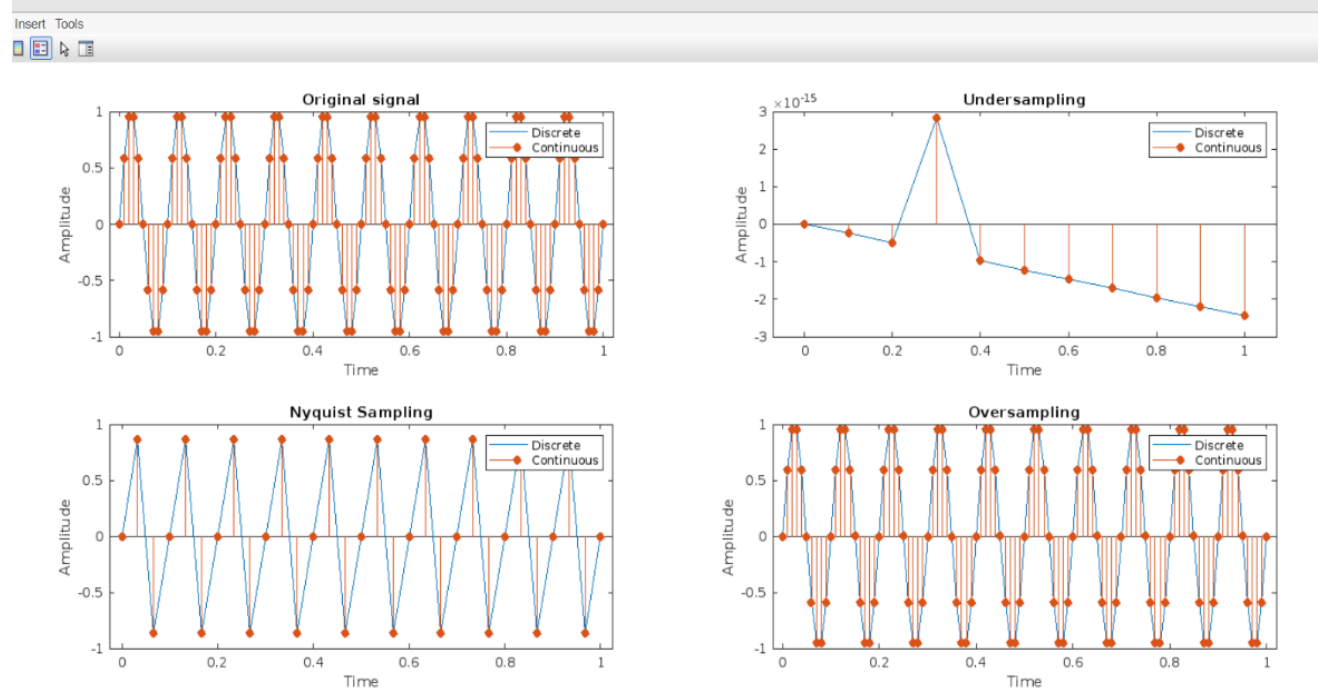 Insert Tools
Original signal
1
0.5
0
-0.5
-1
Amplitude
0 0.2 0.4 0.6 0.8 1
Time
Discrete
Continuous
Undersampling
×10-15
3
2
1
0
-1
-2
-3
Amplitude
0 0.2 0.4 0.6 0.8 1
Time
Discrete
Continuous
Nyquist Sampling
1
0.5
0
-0.5
-1
Amplitude
0 0.2 0.4 0.6 0.8 1
Time
Discrete
Continuous
Oversampling
1
0.5
0
-0.5
-1
Amplitude
0 0.2 0.4 0.6 0.8 1
Time
Discrete
Continuous